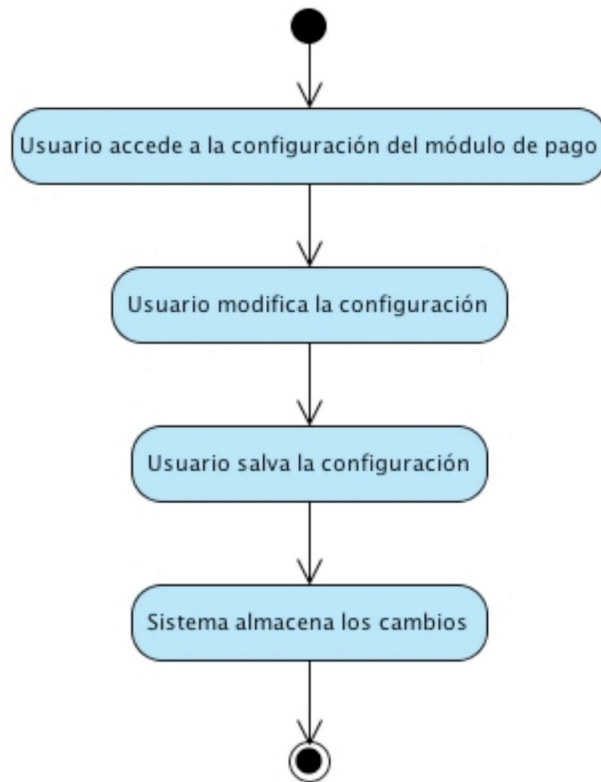 Usuario accede a la configuración del módulo de pago
Usuario modifica la configuración
Usuario salva la configuración
Sistema almacena los cambios